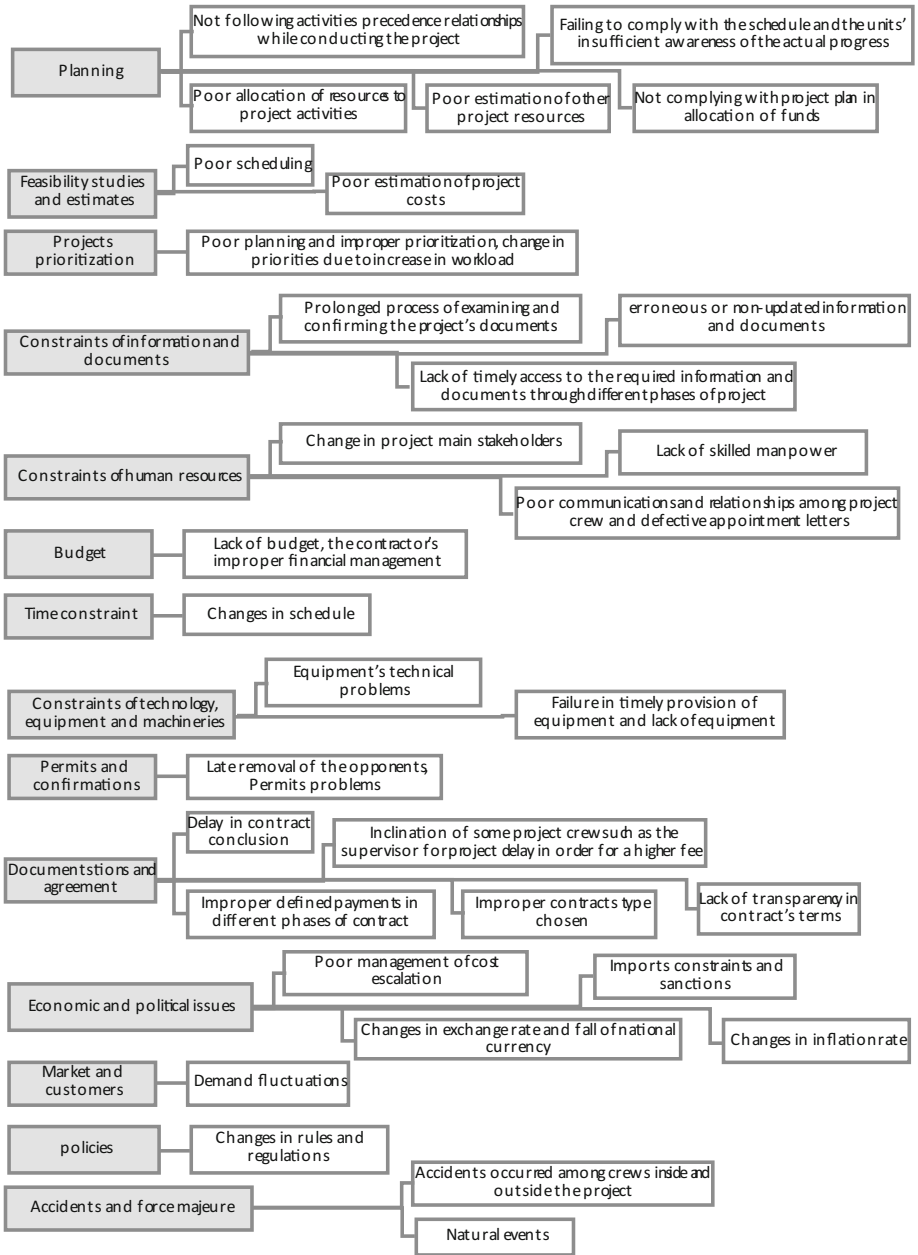 Planning
Not following activities precedence relationships
while conducting the project
Failing to comply with the schedule and the units'
insufficient awareness of the actual progress
Poor allocation of resources to
project activities
Poor estimation of other
project resources
Not complying with project plan in
allocation of funds
Feasibility studies
and estimates
Poor scheduling
Poor estimation of project
costs
Projects
prioritization
Poor planning and improper prioritization, change in
priorities due to increase in workload
Constraints of information and
documents
Prolonged process of examining and
confirming the project's documents
erroneous or non-updated information
and documents
Lack of timely access to the required information and
documents through different phases of project
Constraints of human resources
Change in project main stakeholders
Lack of skilled manpower
Poor communications and relationships among project
crew and defective appointment letters
Budget
Lack of budget, the contractor's
improper financial management
Time constraint
Changes in schedule
Constraints of technology,
equipment and machineries
Equipment's technical
problems
Failure in timely provision of
equipment and lack of equipment
Permits and
confirmations
Late removal of the opponents,
Permits problems
Documentstions and
agreement
Delay in contract
conclusion
Inclination of some project crew such as the
supervisor for project delay in order for a higher fee
Improper defined payments in
different phases of contract
Improper contracts type
chosen
Lack of transparency in
contract's terms
Economic and political issues
Poor management of cost
escalation
Imports constraints and
sanctions
Changes in exchange rate and fall of national
currency
Changes in inflation rate
Market and
customers
Demand fluctuations
policies
Changes in rules and
regulations
Accidents and force majeure
Accidents occurred among crews inside and
outside the project
Natural events